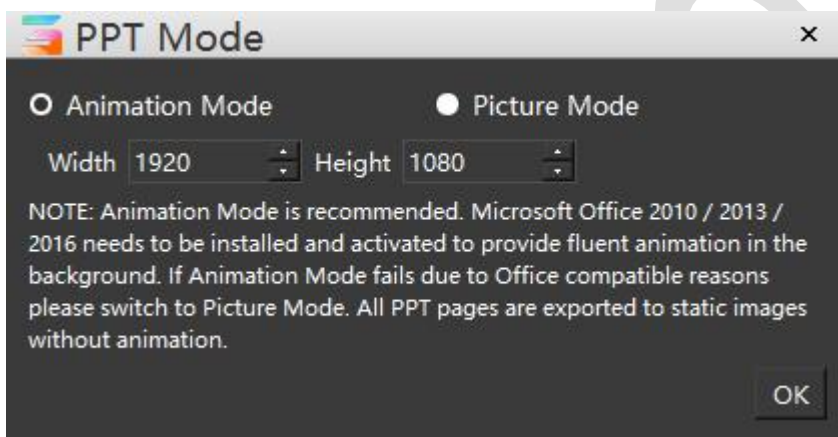 PPT Mode
Animation Mode Picture Mode
Width 1920 Height 1080
NOTE: Animation Mode is recommended. Microsoft Office 2010 / 2013 /
2016 needs to be installed and activated to provide fluent animation in the
background. If Animation Mode fails due to Office compatible reasons
please switch to Picture Mode. All PPT pages are exported to static images
without animation.
OK